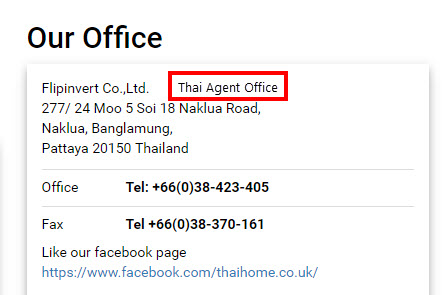 Our Office
Flipinvert Co.,Ltd. Thai Agent Office
277/ 24 Moo 5 Soi 18 Naklua Road,
Naklua, Banglamung,
Pattaya 20150 Thailand
Office Tel: +66(0)38-423-405
Fax Tel +66(0)38-370-161
Like our facebook page
https://www.facebook.com/thaihome.co.uk/